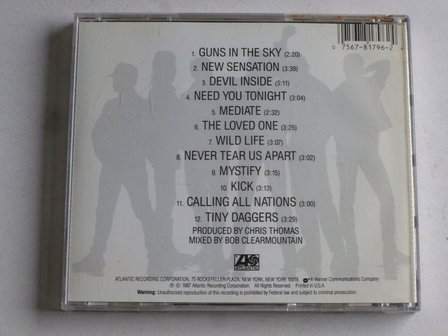 0 7567-81796-2
1. GUNS IN THE SKY (2:20)
2. NEW SENSATION (3:39)
3. DEVIL INSIDE (5:11)
4. NEED YOU TONIGHT (3:04)
5. MEDIATE (2:32)
6. THE LOVED ONE (3:25)
7. WILD LIFE (3:07)
8. NEVER TEAR US APART (3:02)
9. MYSTIFY (3:15)
10. KICK (3:13)
11. CALLING ALL NATIONS (3:00)
12. TINY DAGGERS (3:29)
PRODUCED BY CHRIS THOMAS
MIXED BY BOB CLEARMOUNTAIN
ATLANTIC
ATLANTIC RECORDING CORPORATION, 75 ROCKEFELLER PLAZA, NEW YORK, NEW YORK 10019. A Warner Communications Company
℗ © 1987 Atlantic Recording Corporation. All Rights Reserved. Printed in U.S.A.
Warning: Unauthorized reproduction of this recording is prohibited by Federal law and subject to criminal prosecution.